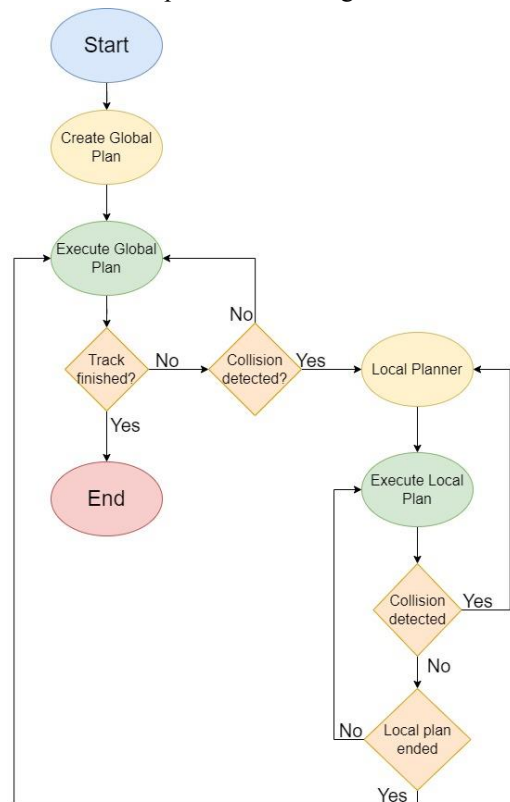 Start
Create Global
Plan
Execute Global
Plan
No
Track
finished?
No
Collision
detected?
Yes
Local Planner
Yes
End
Execute Local
Plan
Collision
detected
Yes
No
No
Local plan
ended
Yes